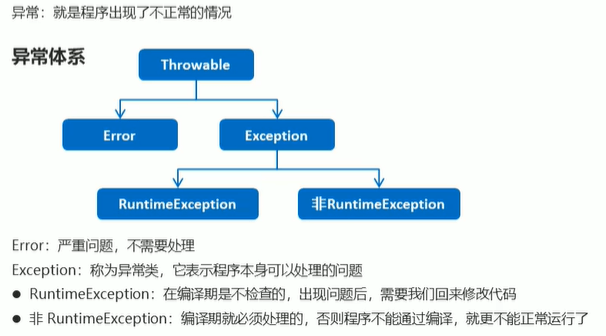 异常：就是程序出现了不正常的情况
异常体系
Throwable
Error
Exception
RuntimeException
非RuntimeException
Error：严重问题，不需要处理
Exception：称为异常类，它表示程序本身可以处理的问题
● RuntimeException：在编译期是不检查的，出现问题后，需要我们回来修改代码
● 非 RuntimeException：编译期就必须处理的，否则程序不能通过编译，就更不能正常运行了